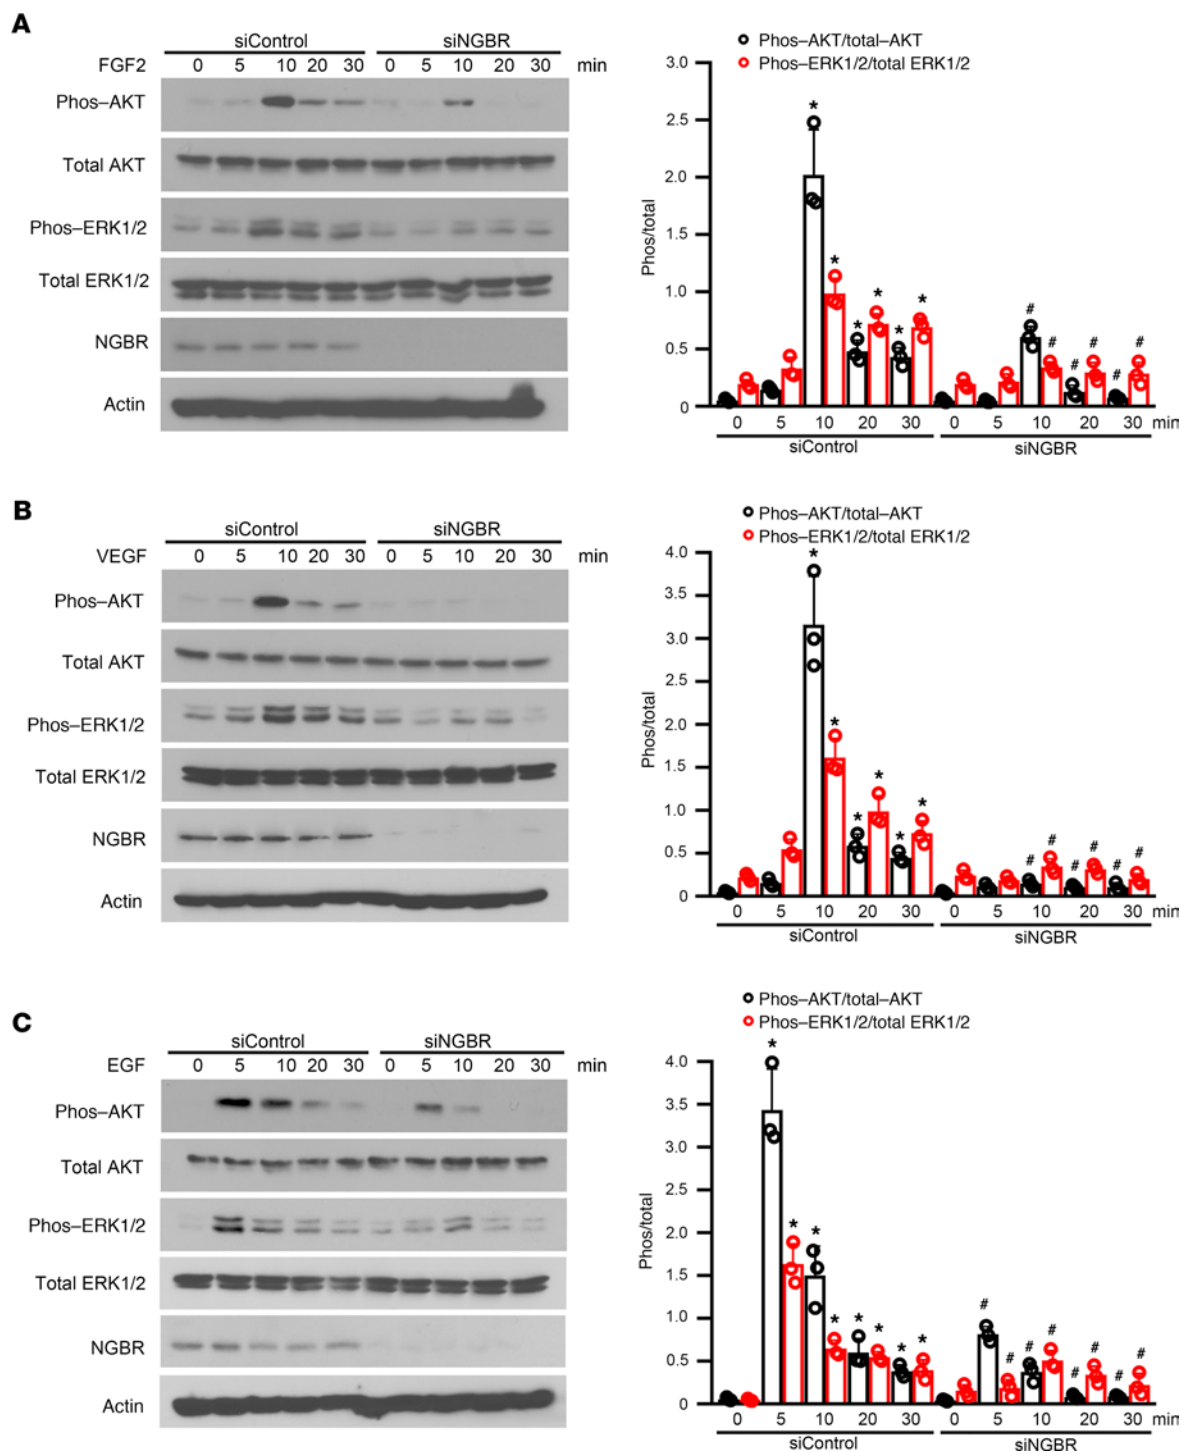 A
siControl siNGBR
FGF2 0 5 10 20 30 0 5 10 20 30 min
Phos–AKT
Total AKT
Phos–ERK1/2
Total ERK1/2
NGBR
Actin
Phos–AKT/total–AKT
Phos–ERK1/2/total ERK1/2
3.0
2.5
2.0
1.5
1.0
0.5
0
Phos/total
* * * * * * # # # # # #
0 5 10 20 30 0 5 10 20 30 min
siControl siNGBR
B
siControl siNGBR
VEGF 0 5 10 20 30 0 5 10 20 30 min
Phos–AKT
Total AKT
Phos–ERK1/2
Total ERK1/2
NGBR
Actin
Phos–AKT/total–AKT
Phos–ERK1/2/total ERK1/2
4.0
3.5
3.0
2.5
2.0
1.5
1.0
0.5
0
Phos/total
* * * * * * # # # # # #
0 5 10 20 30 0 5 10 20 30 min
siControl siNGBR
C
siControl siNGBR
EGF 0 5 10 20 30 0 5 10 20 30 min
Phos–AKT
Total AKT
Phos–ERK1/2
Total ERK1/2
NGBR
Actin
Phos–AKT/total–AKT
Phos–ERK1/2/total ERK1/2
4.0
3.5
3.0
2.5
2.0
1.5
1.0
0.5
0
Phos/total
* * * * * * * * # # # # # # # #
0 5 10 20 30 0 5 10 20 30 min
siControl siNGBR